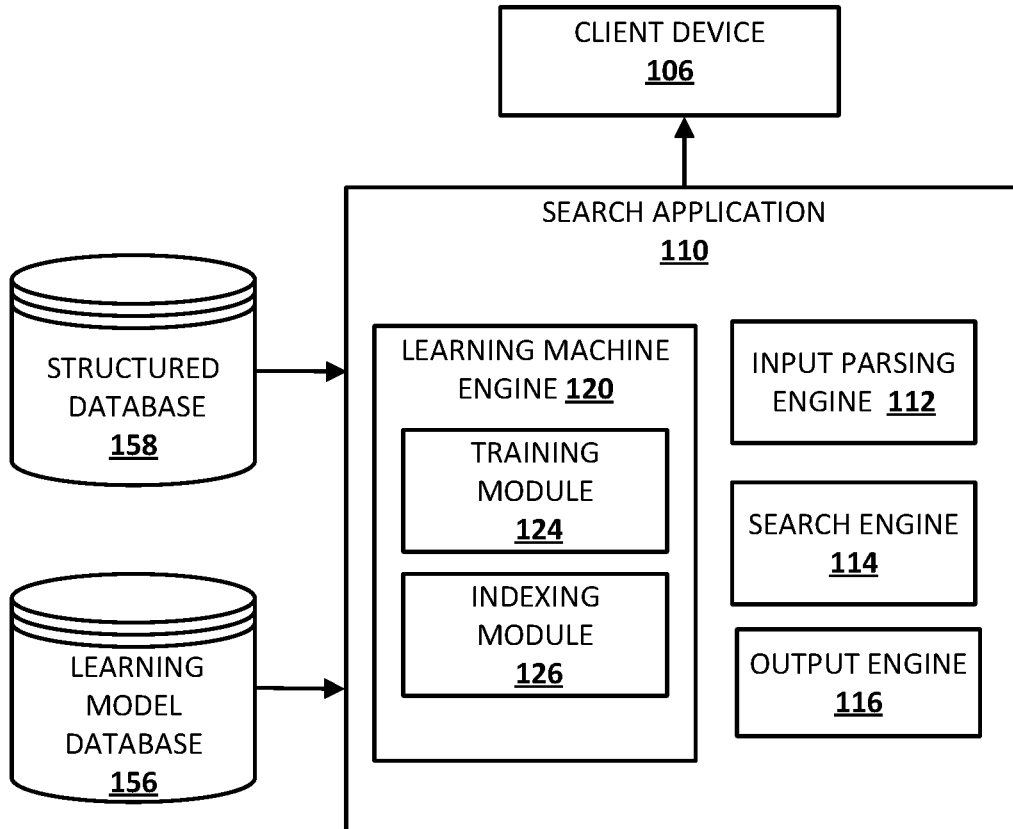 CLIENT DEVICE
106
SEARCH APPLICATION
110
STRUCTURED
DATABASE
158
LEARNING MACHINE
ENGINE 120
TRAINING
MODULE
124
INDEXING
MODULE
126
INPUT PARSING
ENGINE 112
SEARCH ENGINE
114
OUTPUT ENGINE
116
LEARNING
MODEL
DATABASE
156